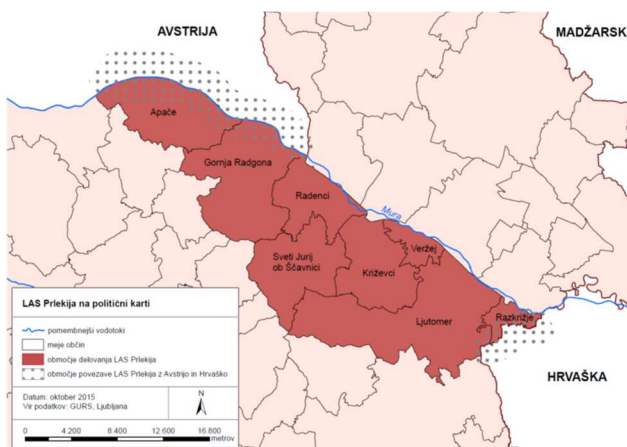 AVSTRIJA
MADŽARSK
Apače
Gornja Radgona
Radenci
Mura
Veržej
Sveti Jurij
ob Ščavnici
Križevci
Ljutomer
Razkrižje
HRVAŠKA
LAS Prlekija na politični karti
pomembnejši vodotoki
meje občin
območje delovanja LAS Prlekija
območje povezave LAS Prlekija z Avstrijo in Hrvaško
Datum: oktober 2015
Vir podatkov: GURS, Ljubljana
N
0 4.200 8.400 12.600 16.800
metrov